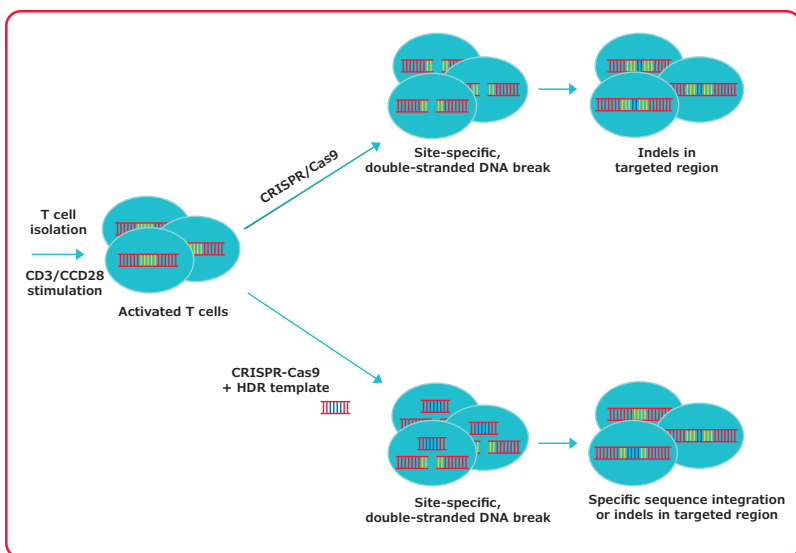 T cell
isolation
CD3/CCD28
stimulation
Activated T cells
CRISPR/Cas9
Site-specific,
double-stranded DNA break
Indels in
targeted region
CRISPR-Cas9
+ HDR template
Site-specific,
double-stranded DNA break
Specific sequence integration
or indels in targeted region